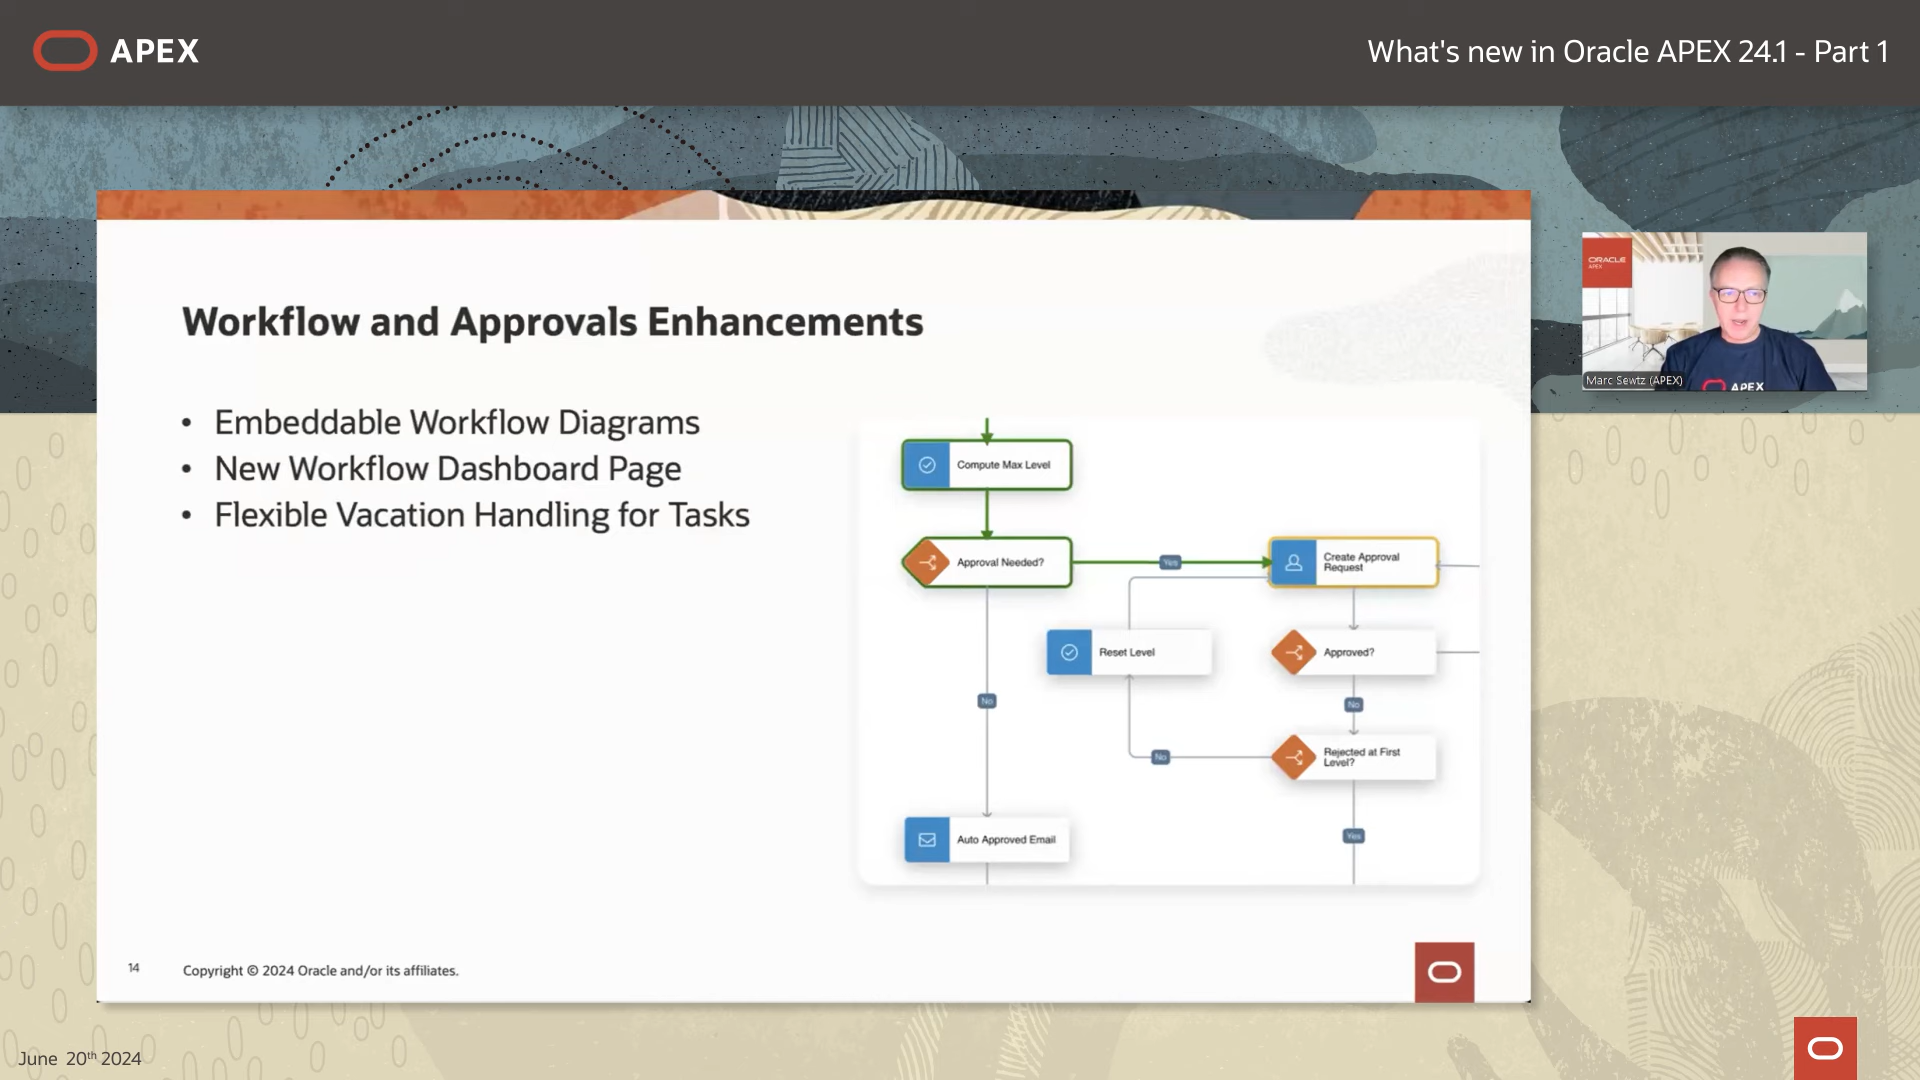 APEX
What's new in Oracle APEX 24.1 - Part 1
ORACLE
APEX
Marc Sewtz (APEX)
APEX
Workflow and Approvals Enhancements
• Embeddable Workflow Diagrams
• New Workflow Dashboard Page
• Flexible Vacation Handling for Tasks
Compute Max Level
Approval Needed?
Yes
Create Approval
Request
Reset Level
Approved?
No
No
Rejected at First
Level?
No
Yes
Auto Approved Email
14
Copyright © 2024 Oracle and/or its affiliates.
June 20th 2024